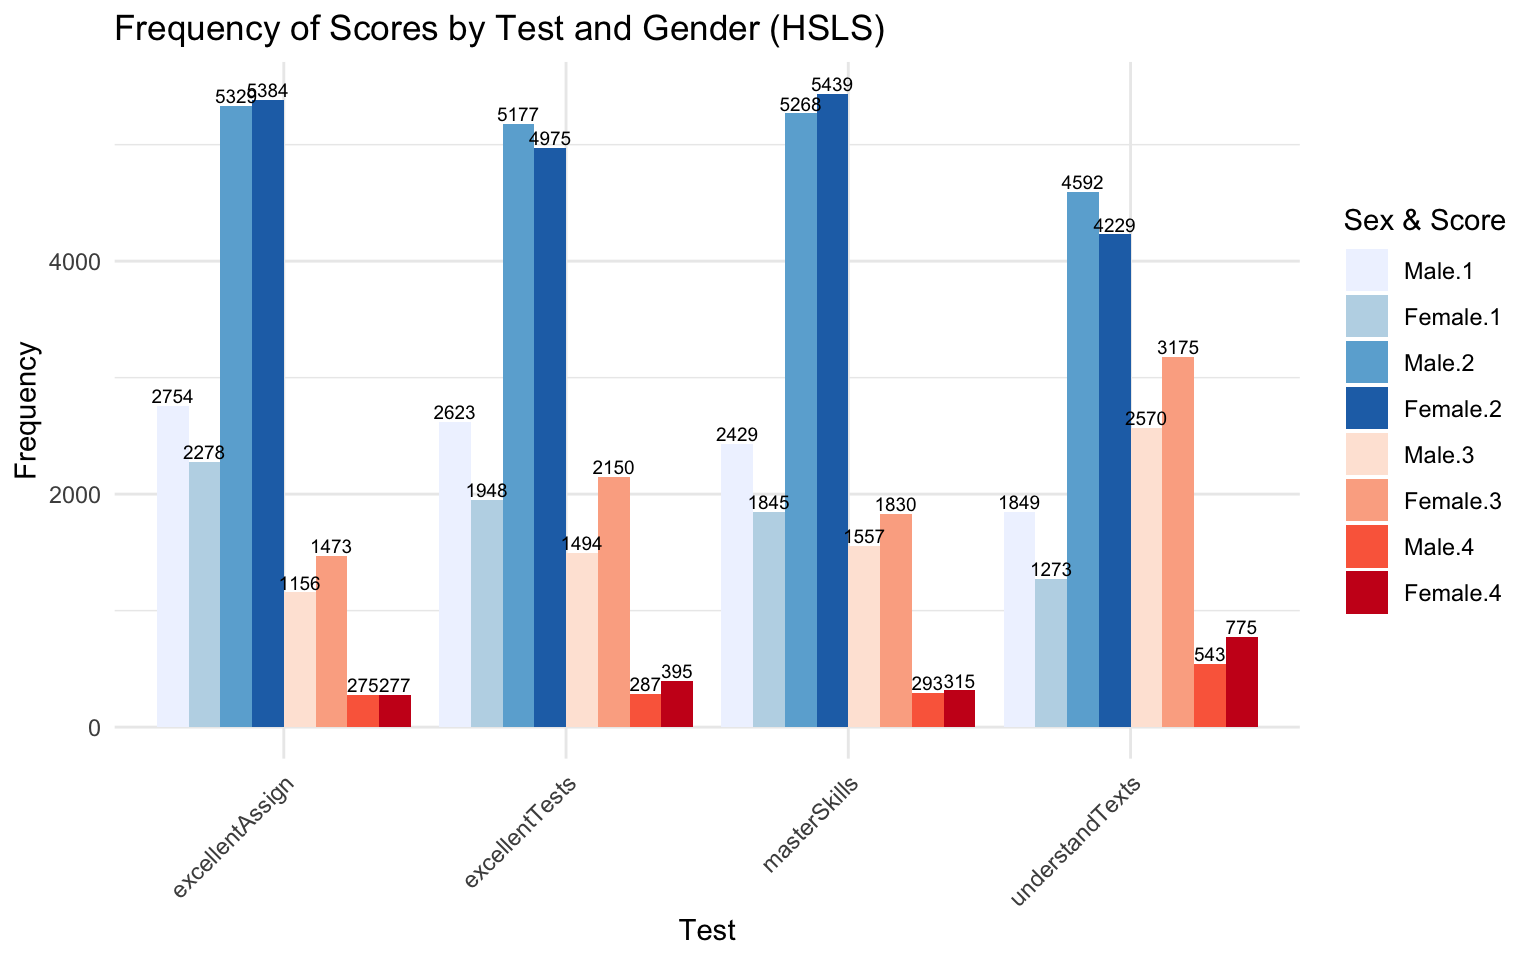 Frequency of Scores by Test and Gender (HSLS)
Frequency
4000
2000
0
2754
2278
5329
5384
1156
1473
275
277
2623
1948
5177
4975
1494
2150
287
395
2429
1845
5268
5439
1557
1830
293
315
1849
1273
4592
4229
2570
3175
543
775
excellentAssign
excellentTests
masterSkills
understandTexts
Test
Sex & Score
Male.1
Female.1
Male.2
Female.2
Male.3
Female.3
Male.4
Female.4